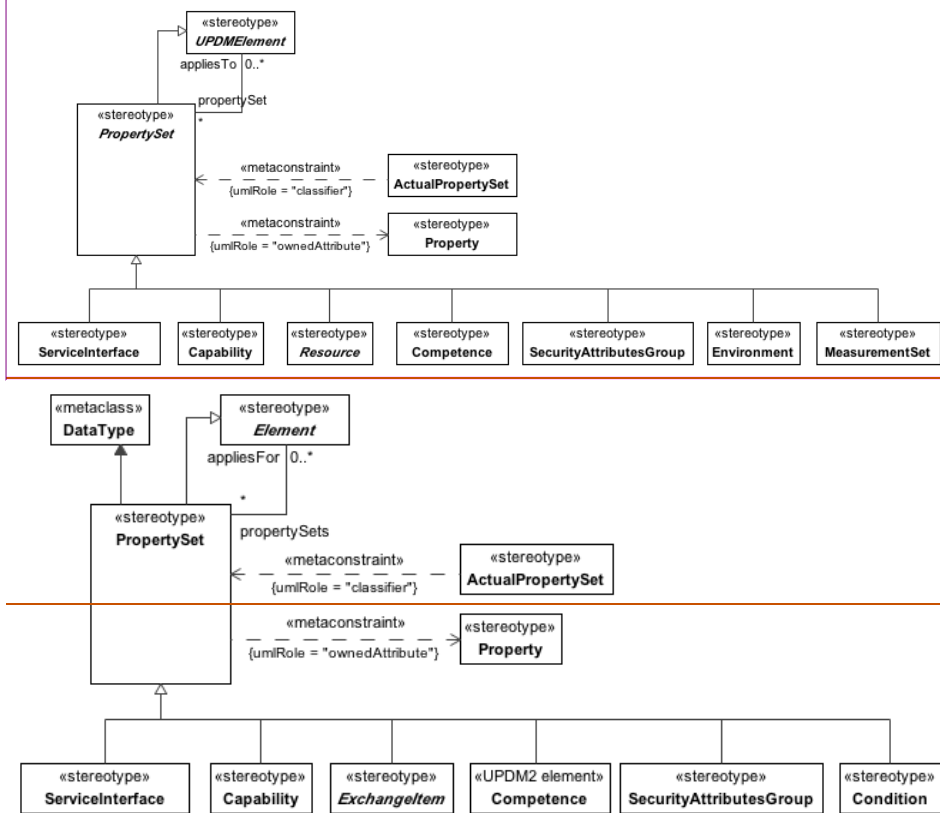 «stereotype»
UPDMElement
appliesTo 0..*
propertySet
*
«stereotype»
PropertySet
«metaconstraint»
{umlRole = "classifier"}
«stereotype»
ActualPropertySet
«metaconstraint»
{umlRole = "ownedAttribute"}
«stereotype»
Property
«stereotype»
ServiceInterface
«stereotype»
Capability
«stereotype»
Resource
«stereotype»
Competence
«stereotype»
SecurityAttributesGroup
«stereotype»
Environment
«stereotype»
MeasurementSet
«metaclass»
DataType
«stereotype»
Element
appliesFor 0..*
*
propertySets
«stereotype»
PropertySet
«metaconstraint»
{umlRole = "classifier"}
«stereotype»
ActualPropertySet
«metaconstraint»
{umlRole = "ownedAttribute"}
«stereotype»
Property
«stereotype»
ServiceInterface
«stereotype»
Capability
«stereotype»
ExchangeItem
«UPDM2 element»
Competence
«stereotype»
SecurityAttributesGroup
«stereotype»
Condition